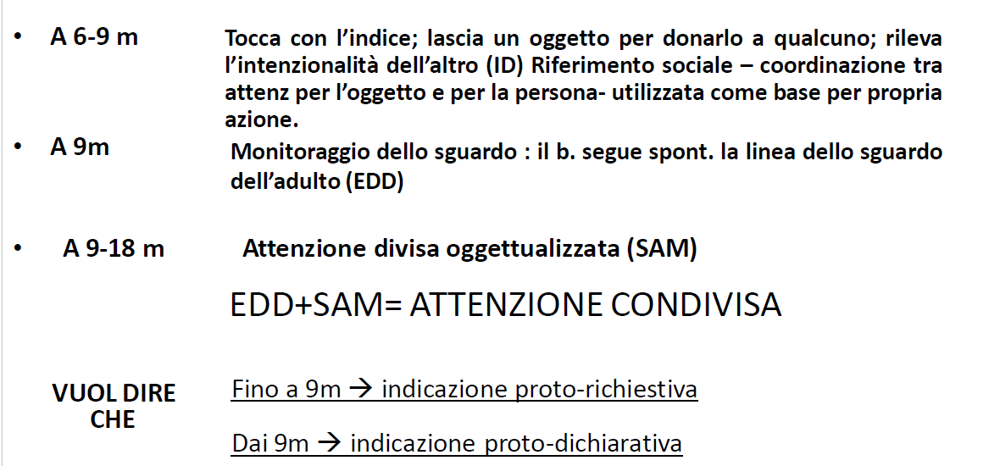 • A 6-9 m Tocca con l’indice; lascia un oggetto per donarlo a qualcuno; rileva
l’intenzionalità dell’altro (ID) Riferimento sociale – coordinazione tra
attenz per l’oggetto e per la persona- utilizzata come base per propria
azione.
• A 9m Monitoraggio dello sguardo : il b. segue spont. la linea dello sguardo
dell’adulto (EDD)
• A 9-18 m Attenzione divisa oggettualizzata (SAM)
EDD+SAM= ATTENZIONE CONDIVISA
VUOL DIRE
CHE
Fino a 9m → indicazione proto-richiestiva
Dai 9m → indicazione proto-dichiarativa